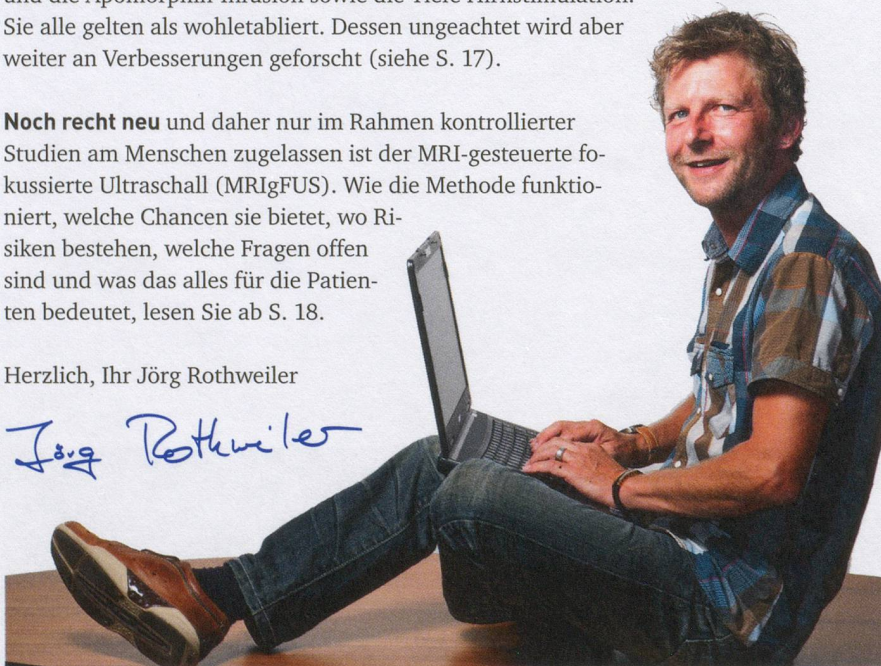 und die Apomorphin-Infusion sowie die Tiefe Hirnstimulation.
Sie alle gelten als wohletabliert. Dessen ungeachtet wird aber
weiter an Verbesserungen geforscht (siehe S. 17).
Noch recht neu und daher nur im Rahmen kontrollierter
Studien am Menschen zugelassen ist der MRI-gesteuerte fo-
kussierte Ultraschall (MRIgFUS). Wie die Methode funktio-
niert, welche Chancen sie bietet, wo Ri-
siken bestehen, welche Fragen offen
sind und was das alles für die Patien-
ten bedeutet, lesen Sie ab S. 18.
Herzlich, Ihr Jörg Rothweiler
Jörg Rothweiler